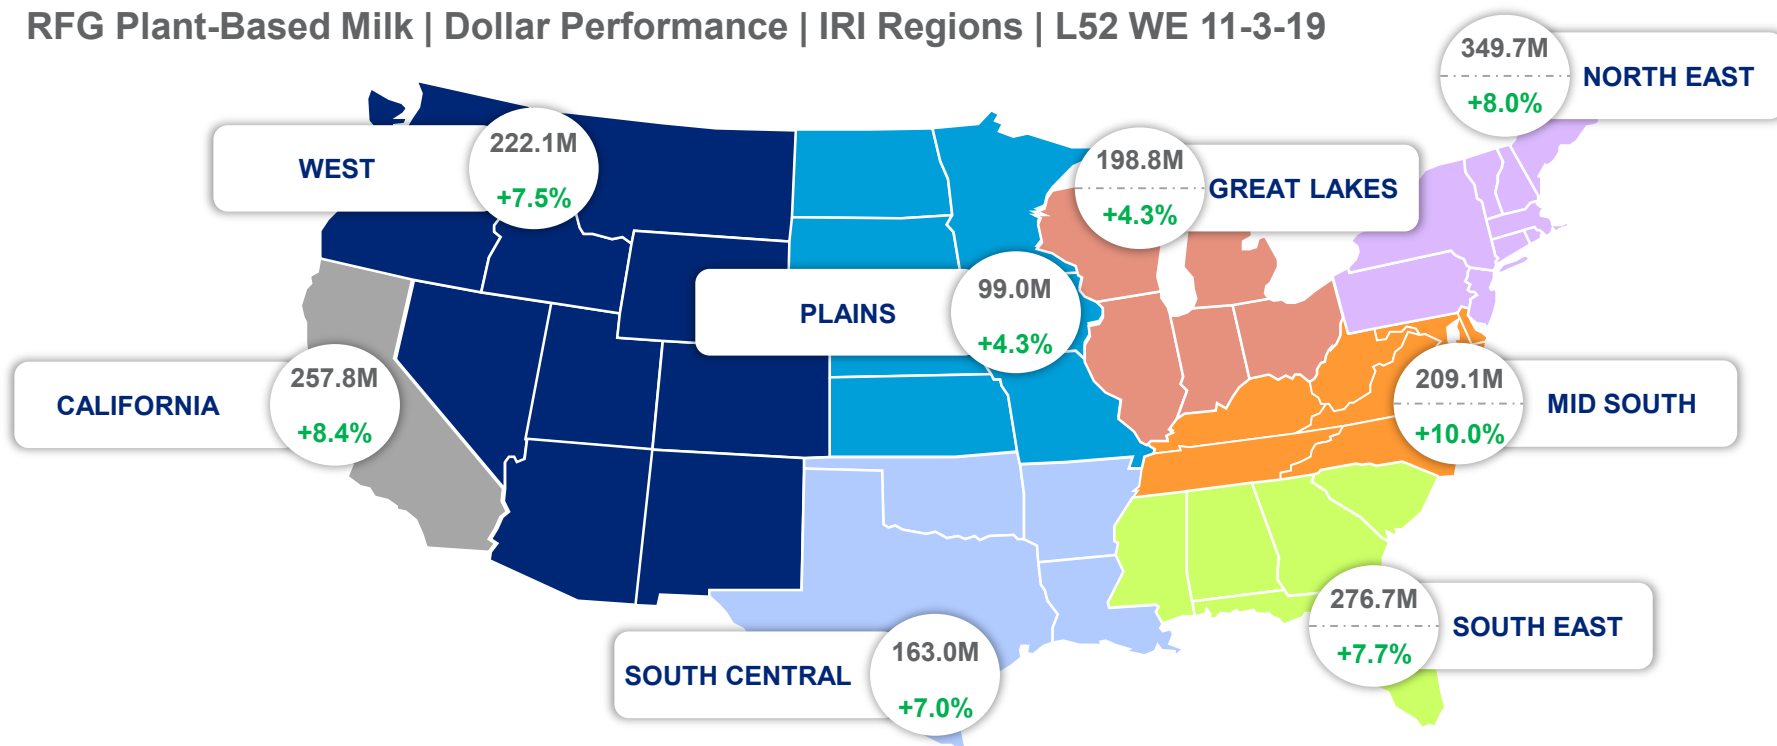 RFG Plant-Based Milk | Dollar Performance | IRI Regions | L52 WE 11-3-19
349.7M
+8.0%
NORTH EAST
WEST
222.1M
+7.5%
198.8M
+4.3%
GREAT LAKES
PLAINS
99.0M
+4.3%
CALIFORNIA
257.8M
+8.4%
209.1M
+10.0%
MID SOUTH
276.7M
+7.7%
SOUTH EAST
SOUTH CENTRAL
163.0M
+7.0%